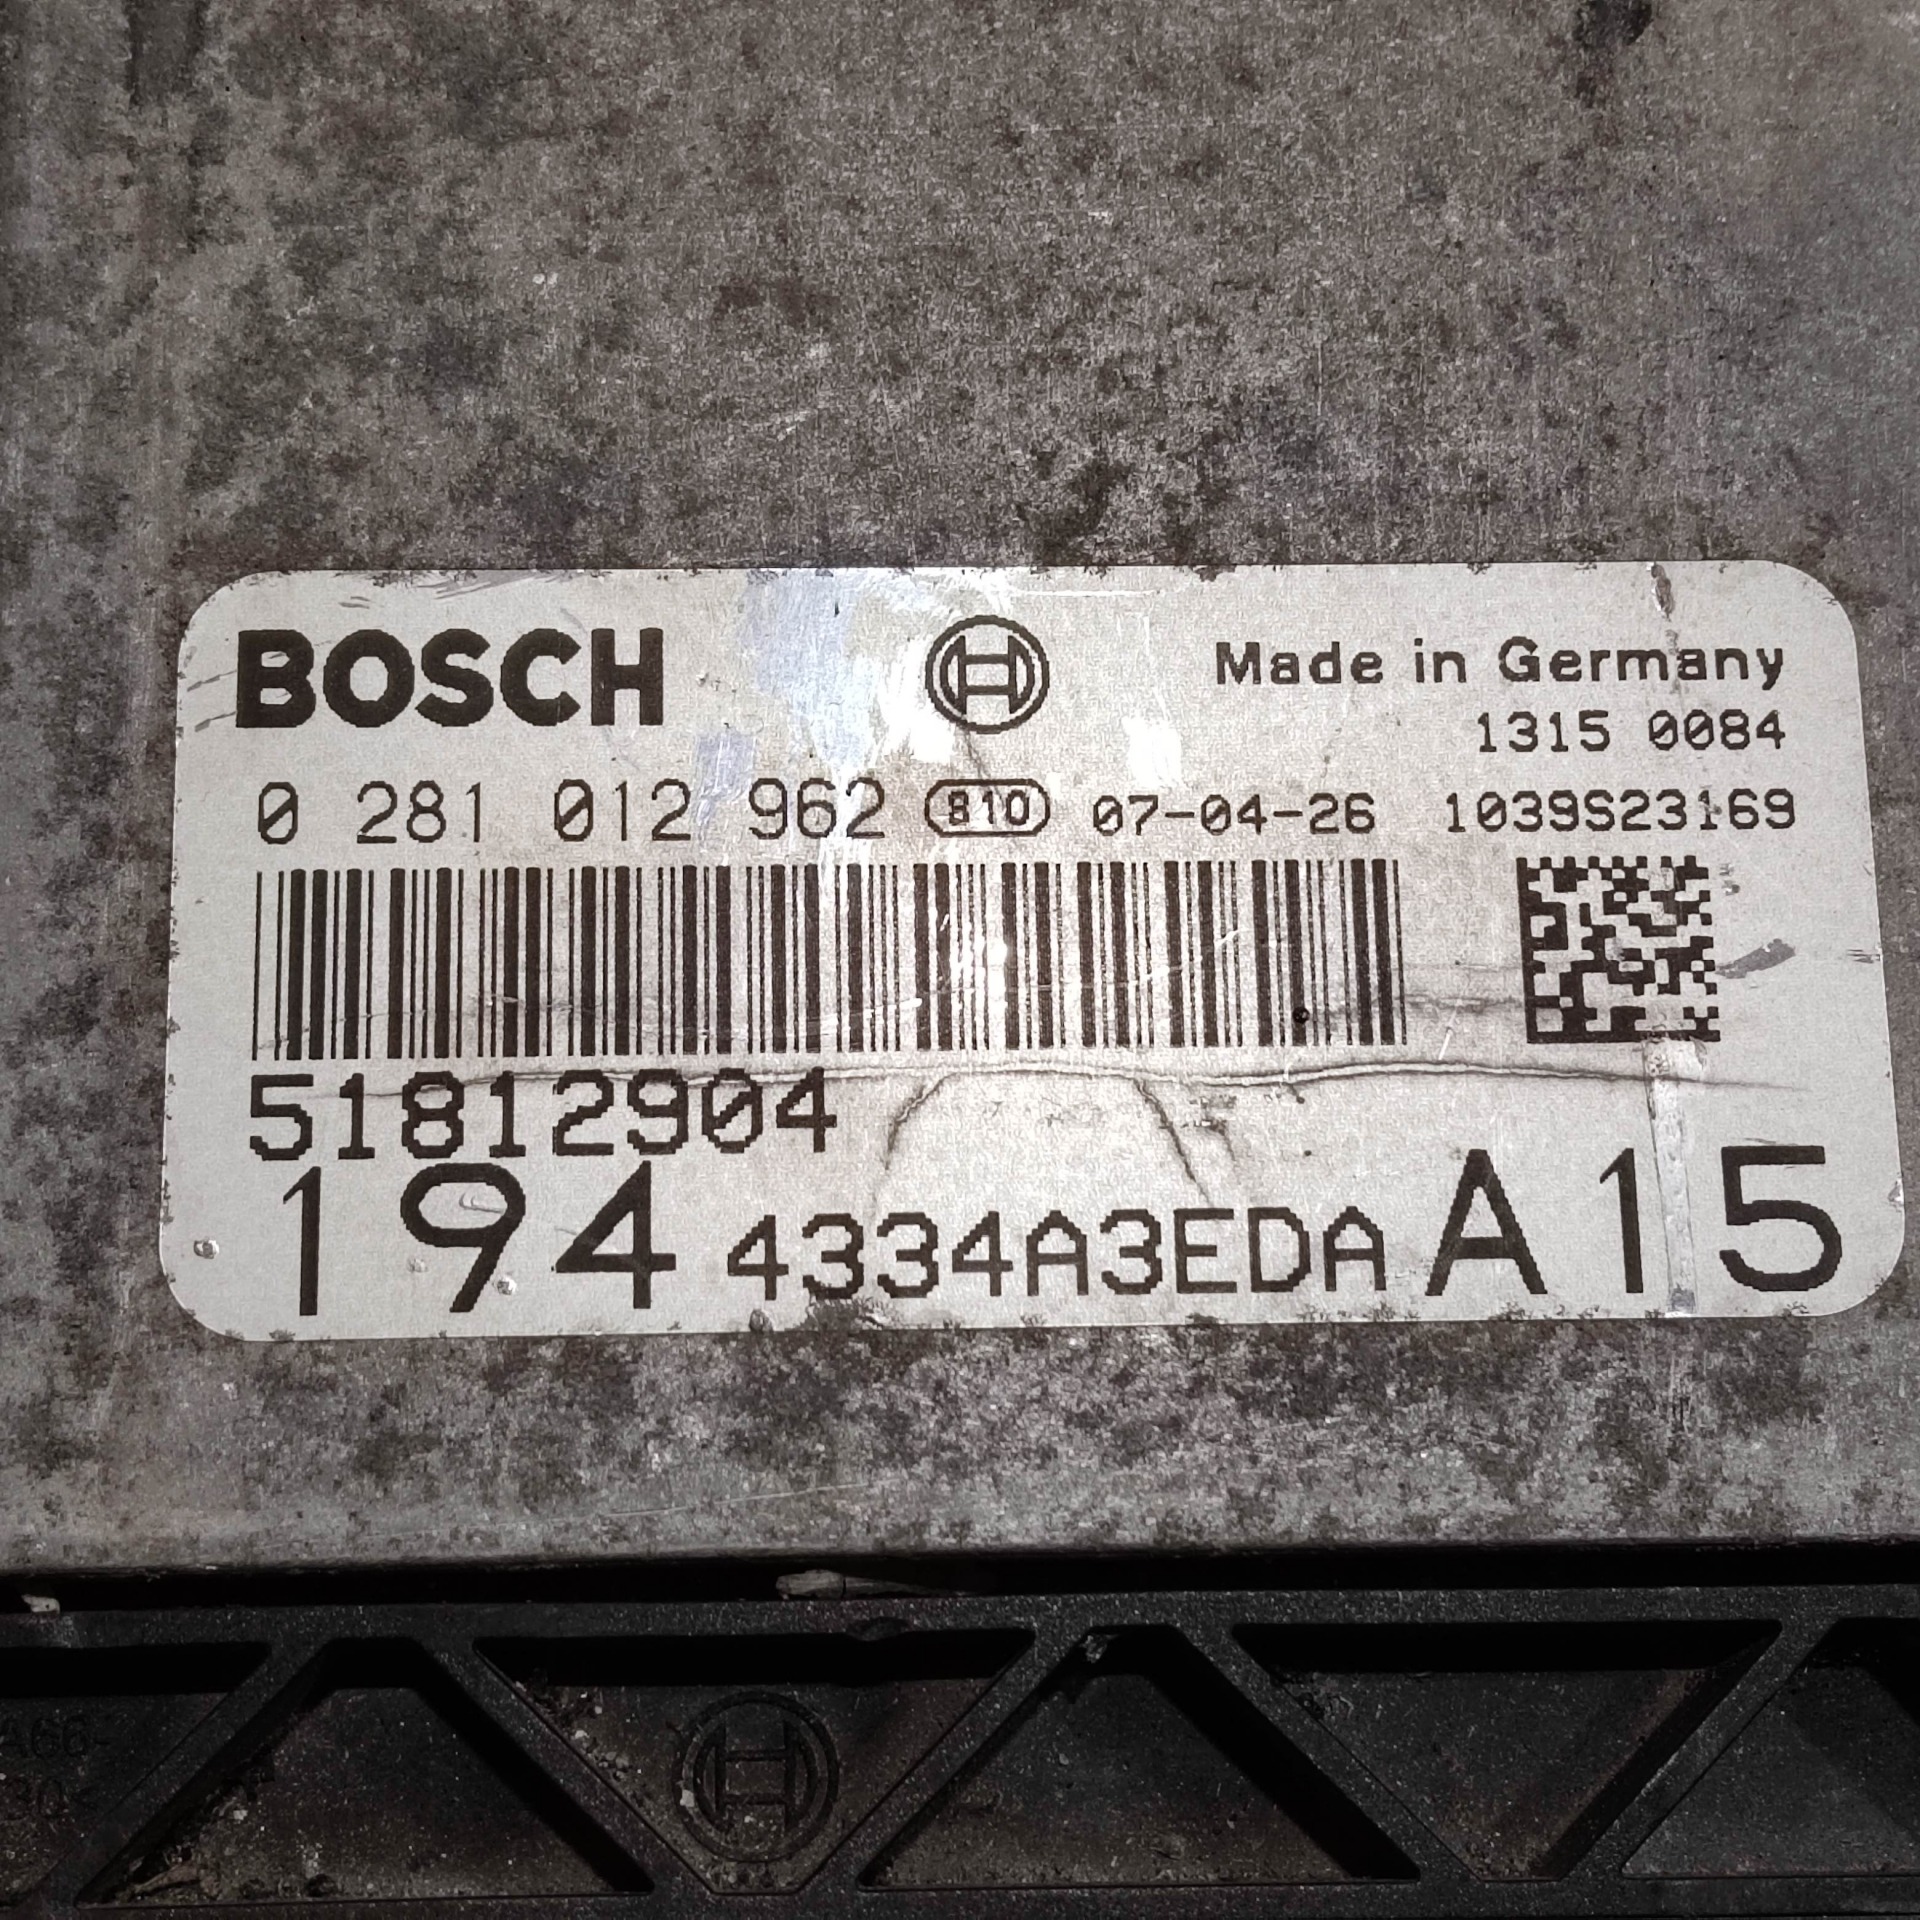 BOSCH Made in Germany
1315 0084
0 281 012 962 810 07-04-26 1039S23169
51812904
194 4334A3EDA A15